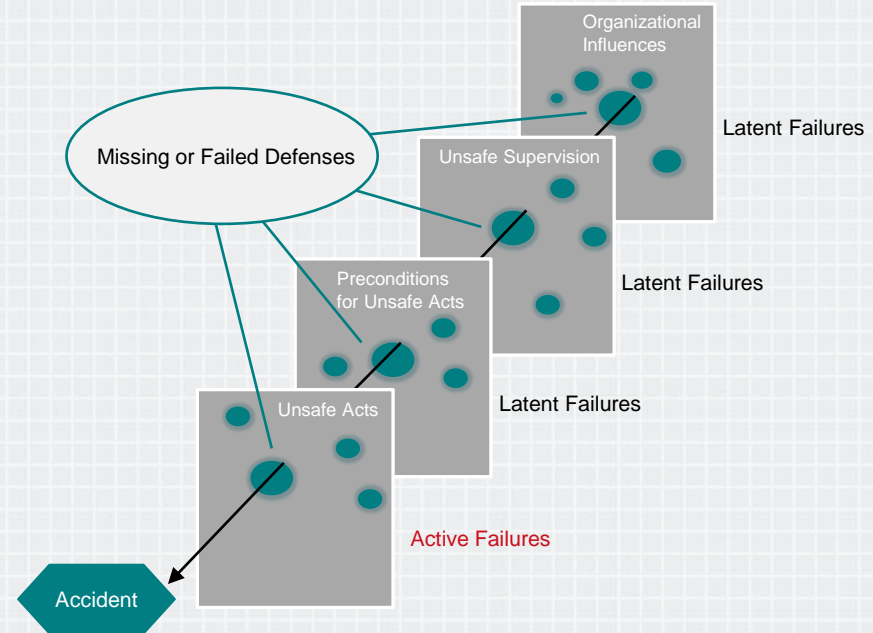 Organizational
Influences
Latent Failures
Missing or Failed Defenses
Unsafe Supervision
Latent Failures
Preconditions
for Unsafe Acts
Latent Failures
Unsafe Acts
Active Failures
Accident